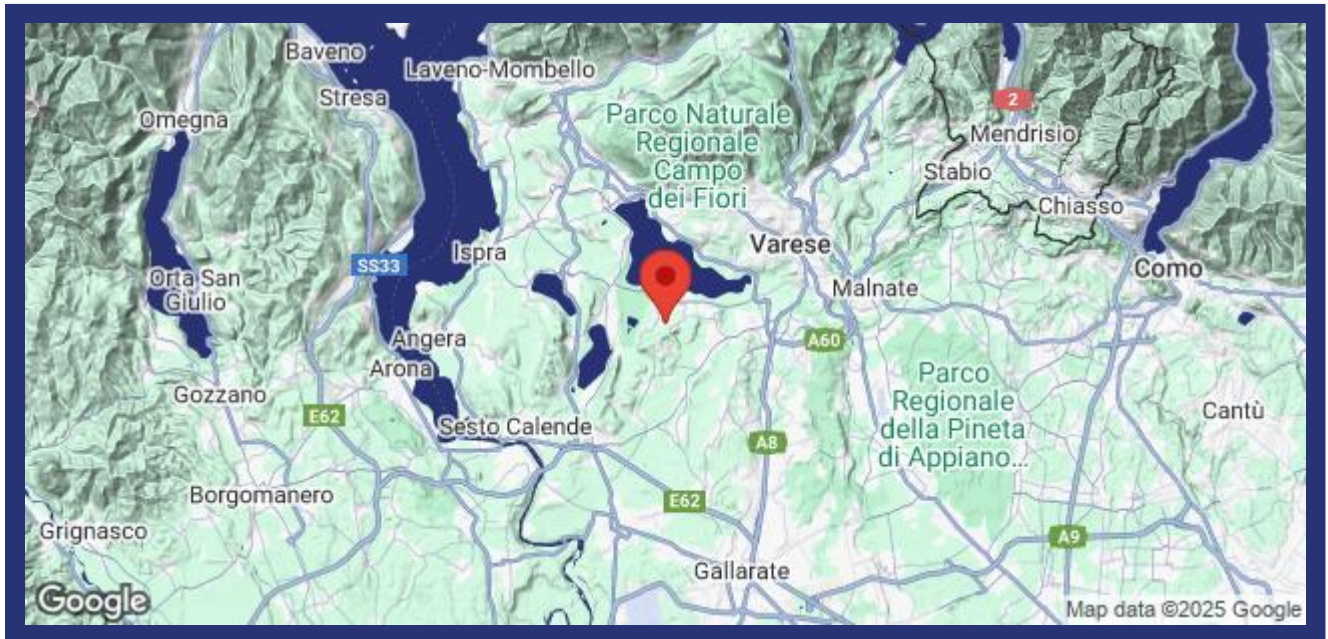 Baveno
Laveno-Mombello
Stresa
Omegna
2
Parco Naturale
Regionale
Campo
dei Fiori
Mendrisio
Stabio
Chiasso
Ispra
Varese
SS33
Orta San
Giulio
Malnate
Como
Angera
Arona
A60
Gozzano
Parco
Regionale
della Pineta
di Appiano...
E62
Sesto Calende
Cantù
A8
Borgomanero
E62
Grignasco
A9
Gallarate
Google
Map data ©2025 Google